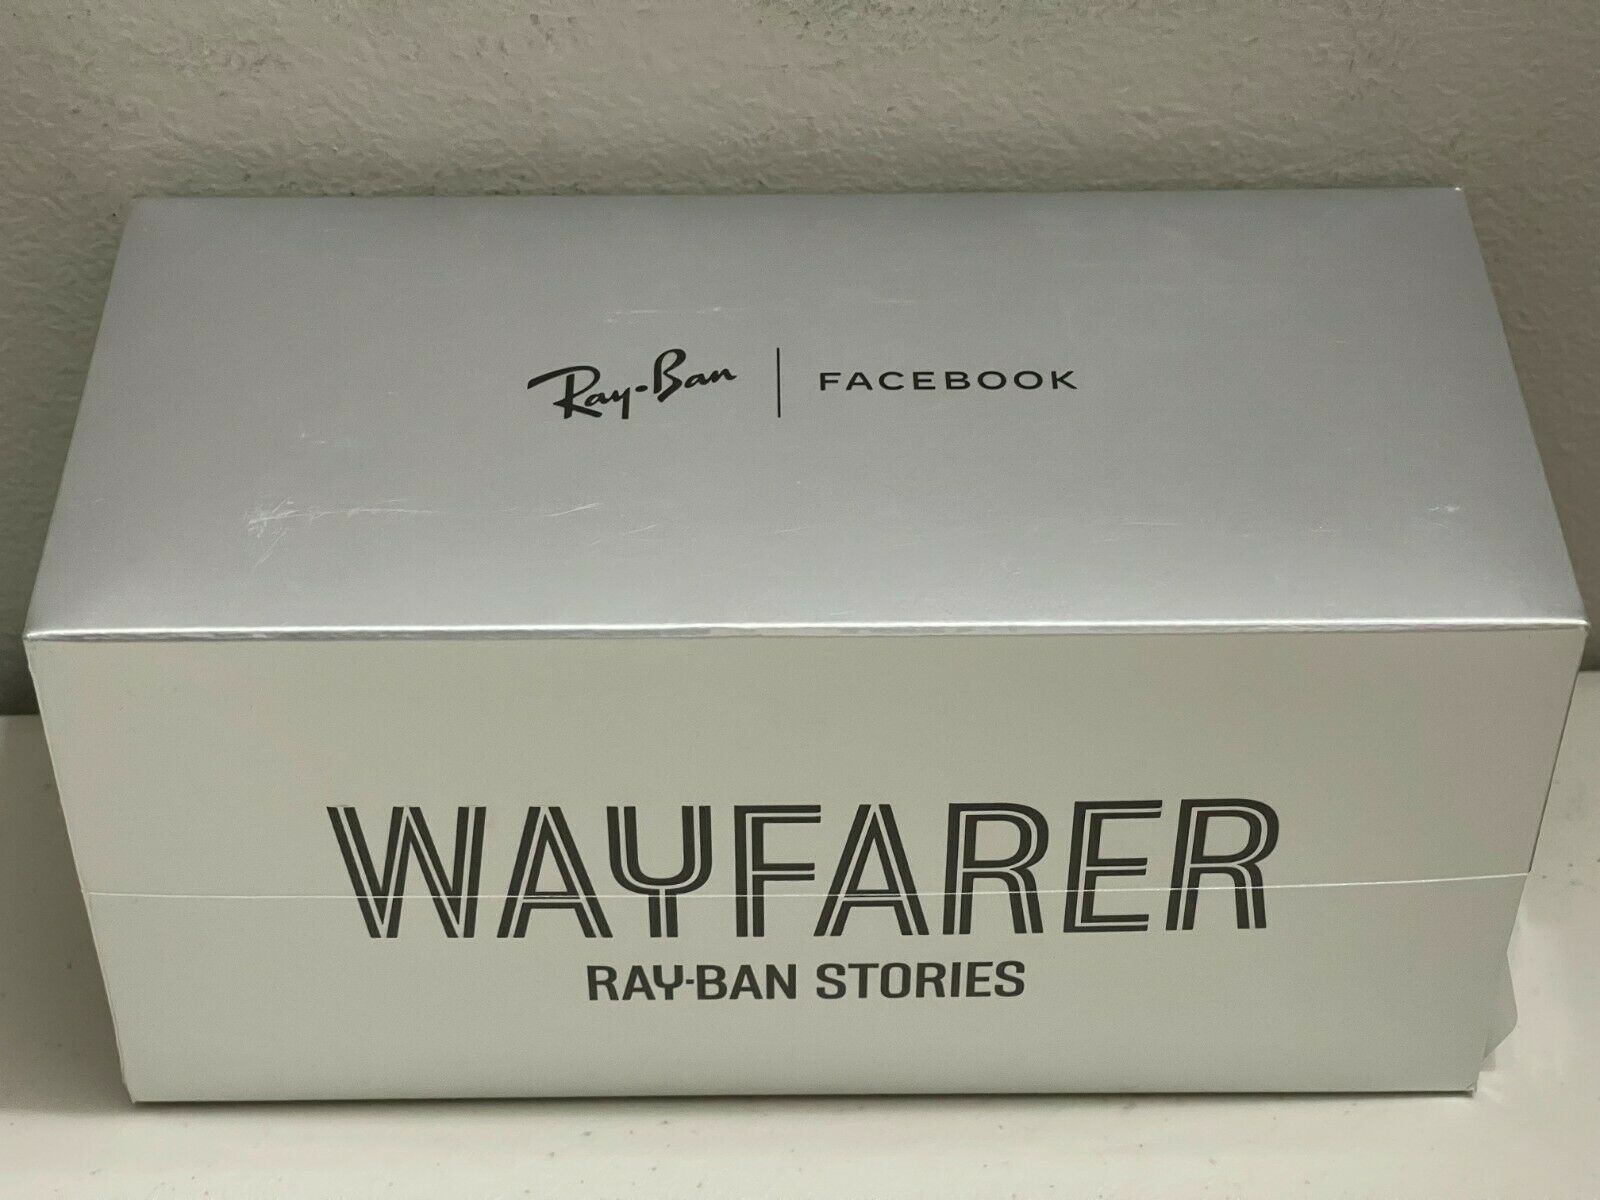 Ray-Ban | FACEBOOK
WAYFARER
RAY-BAN STORIES